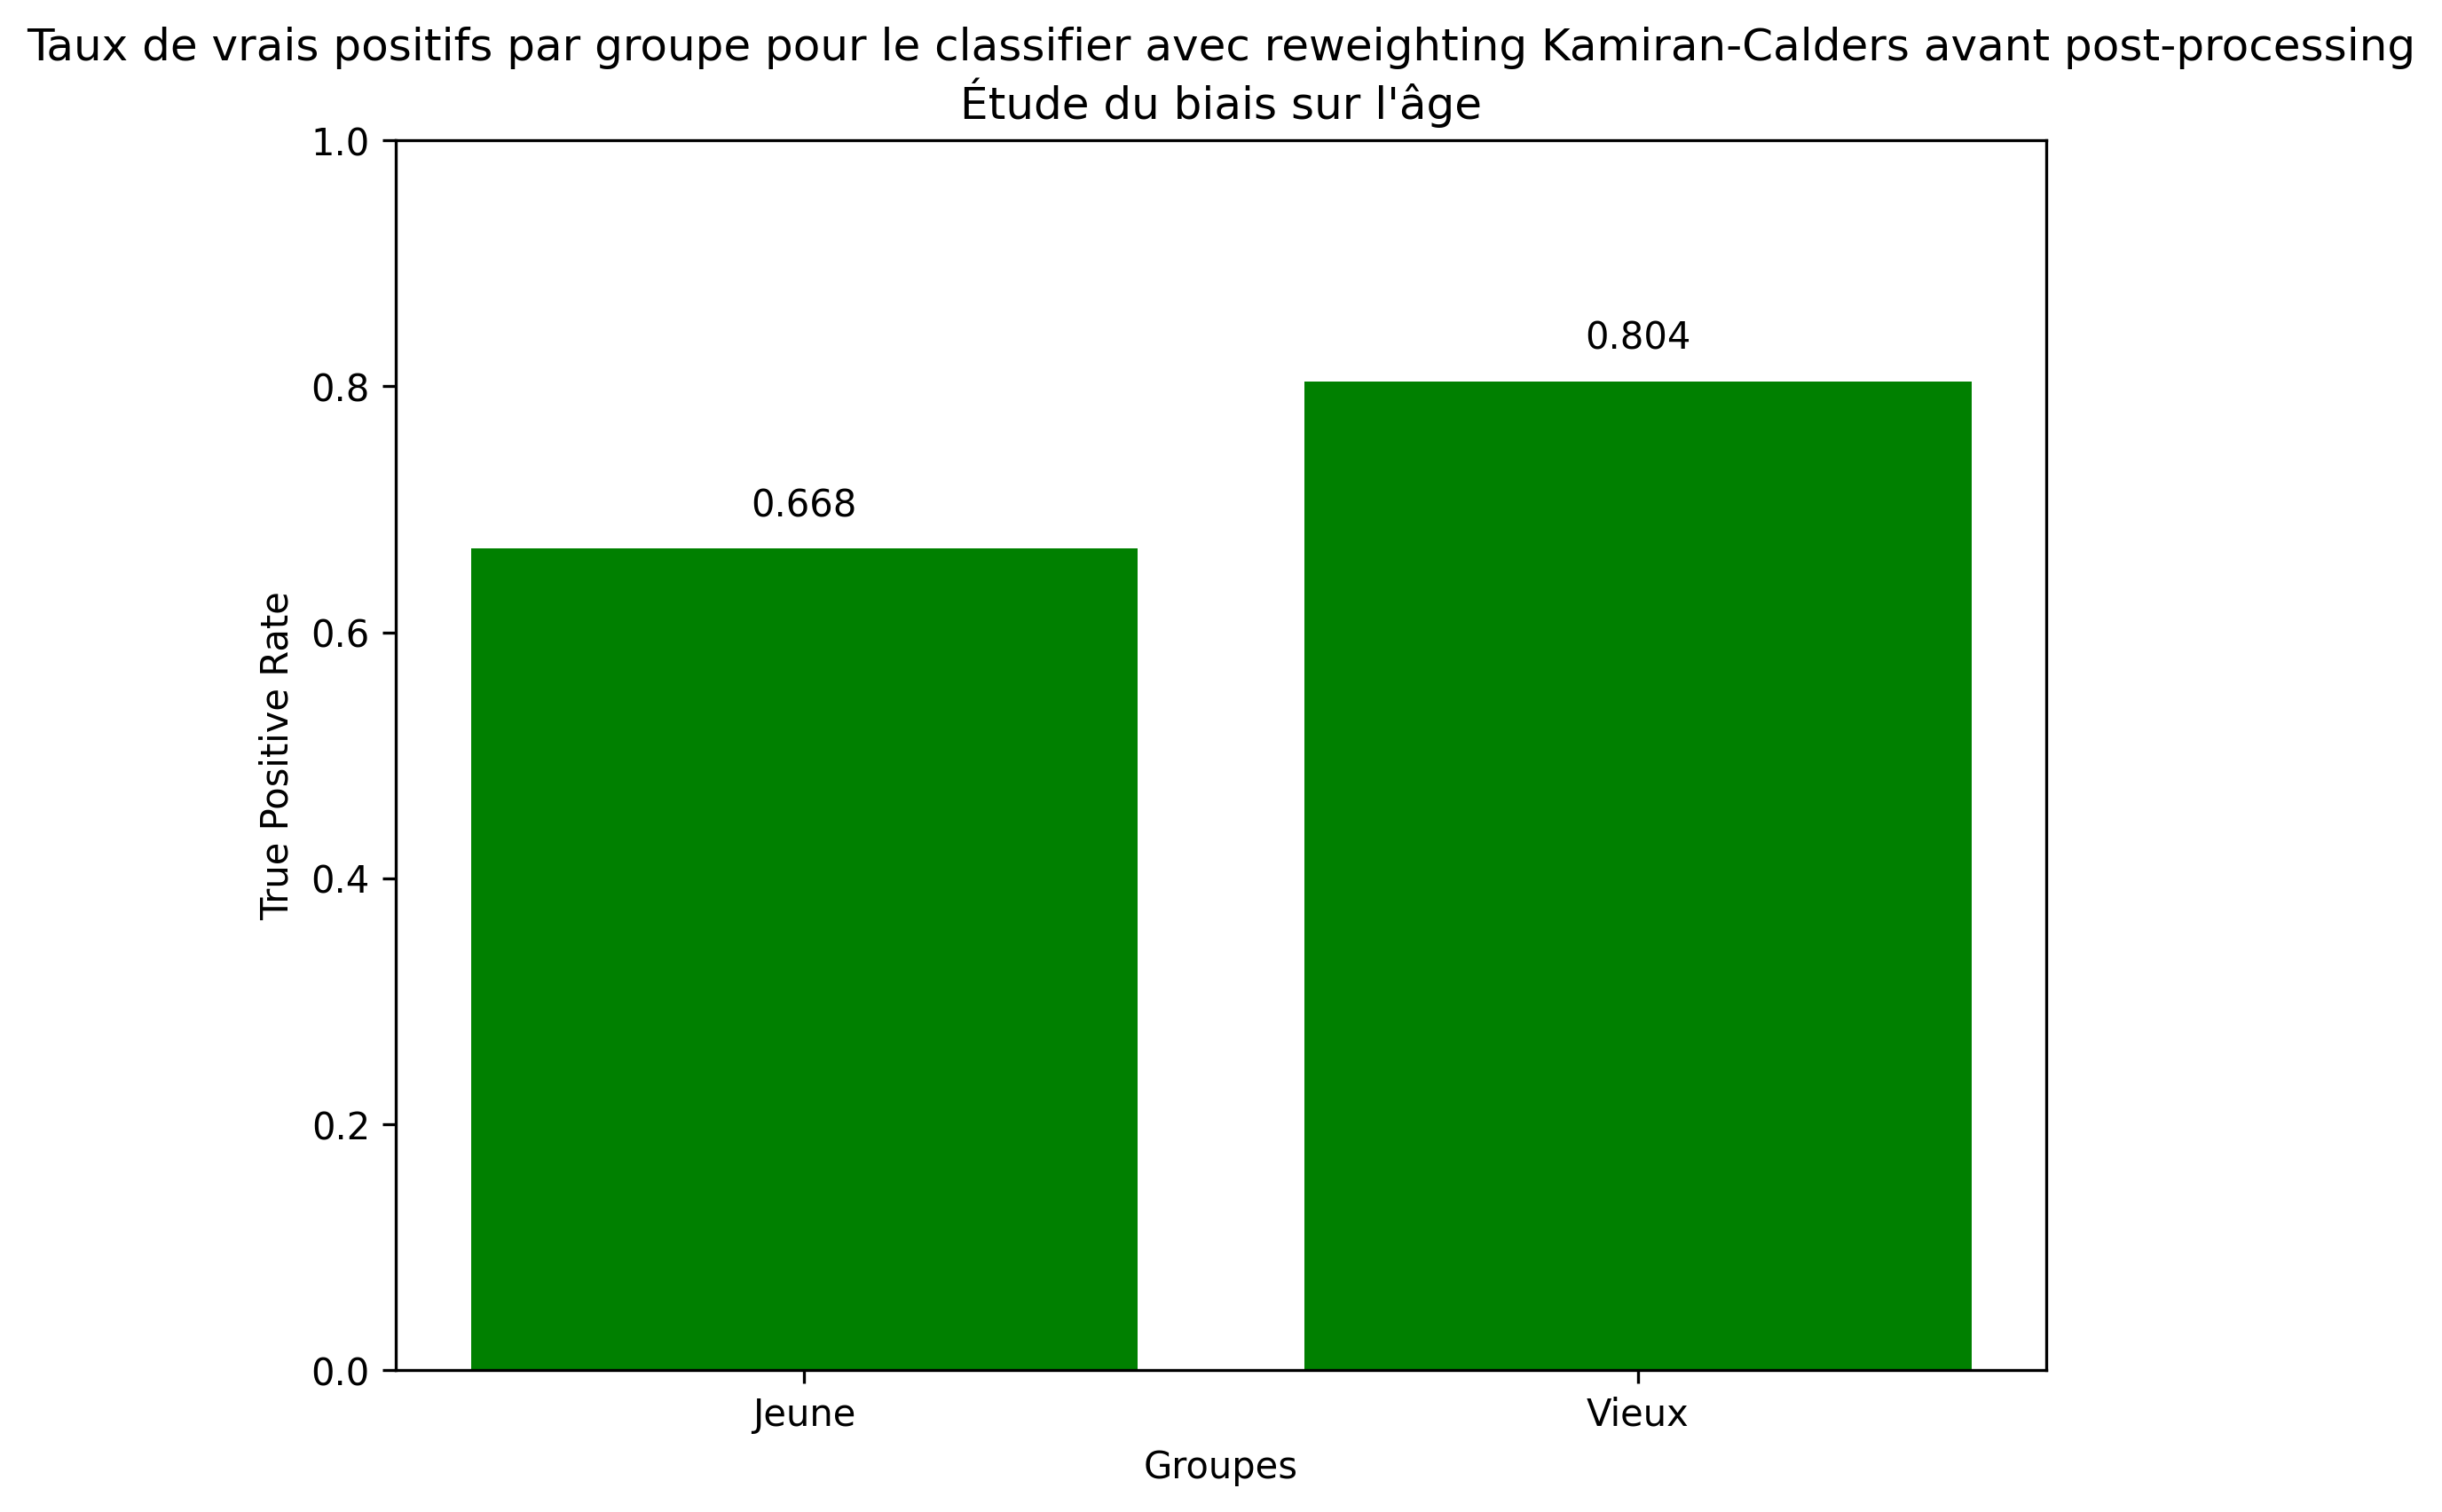 Taux de vrais positifs par groupe pour le classifier avec reweighting Kamiran-Calders avant post-processing
Étude du biais sur l'âge
1.0
0.804
0.8
0.668
0.6
True Positive Rate
0.4
0.2
0.0
Jeune
Vieux
Groupes